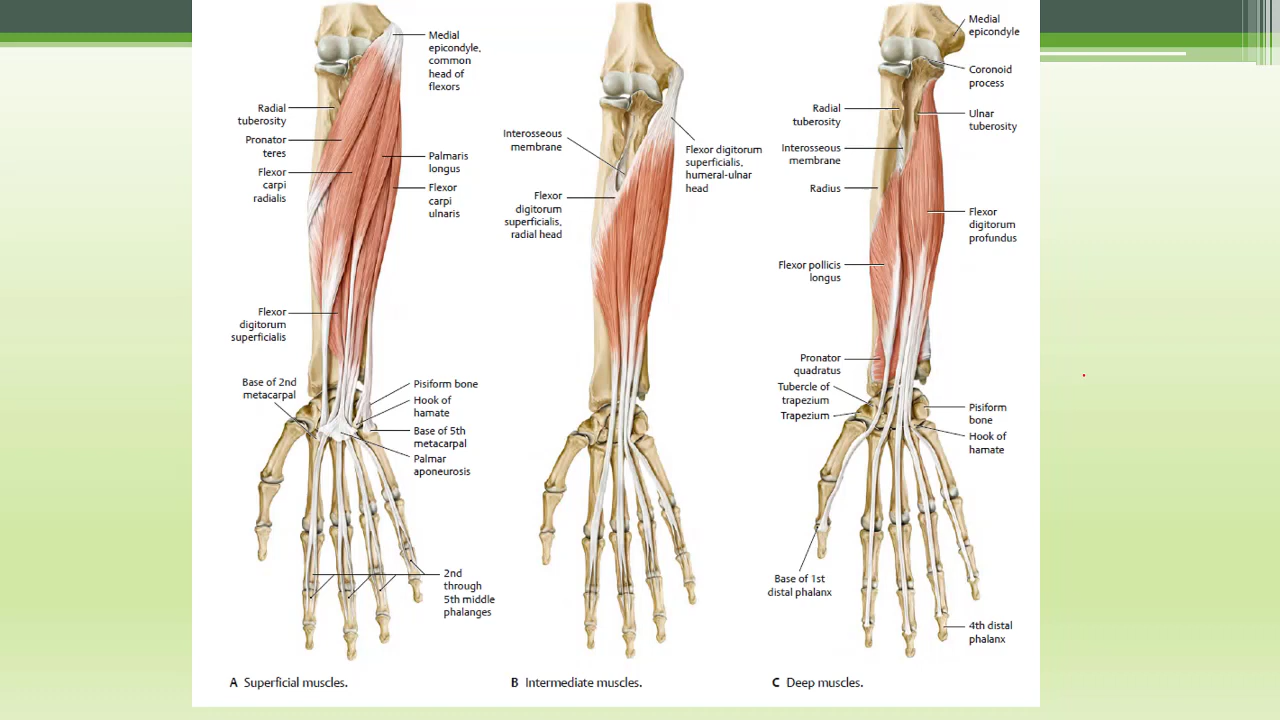 Medial
epicondyle,
common
head of
flexors
Radial
tuberosity
Pronator
teres
Flexor
carpi
radialis
Palmaris
longus
Flexor
carpi
ulnaris
Flexor
digitorum
superficialis
Base of 2nd
metacarpal
Pisiform bone
Hook of
hamate
Base of 5th
metacarpal
Palmar
aponeurosis
2nd
through
5th middle
phalanges
A Superficial muscles.
Interosseous
membrane
Flexor digitorum
superficialis,
humeral-ulnar
head
Flexor
digitorum
superficialis,
radial head
B Intermediate muscles.
Medial
epicondyle
Coronoid
process
Radial
tuberosity
Ulnar
tuberosity
Interosseous
membrane
Radius
Flexor
digitorum
profundus
Flexor pollicis
longus
Pronator
quadratus
Tubercle of
trapezium
Trapezium
Pisiform
bone
Hook of
hamate
Base of 1st
distal phalanx
4th distal
phalanx
C Deep muscles.